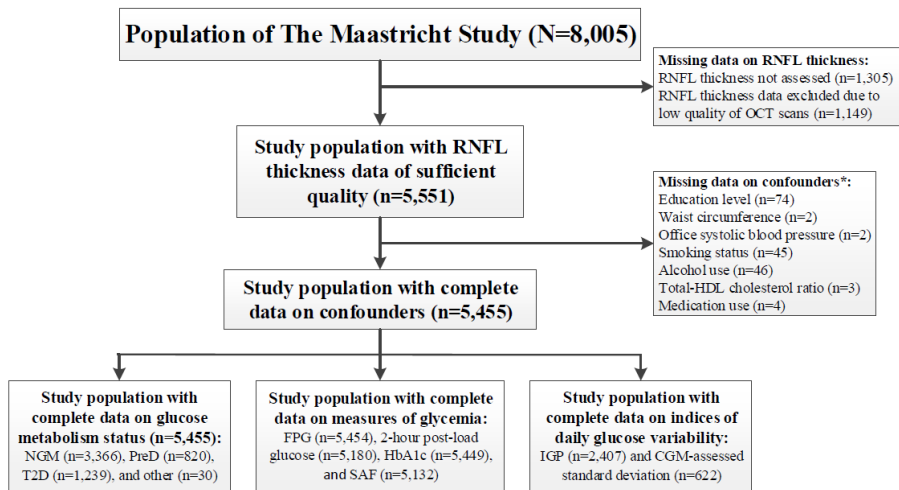 Population of The Maastricht Study (N=8,005)
Missing data on RNFL thickness:
RNFL thickness not assessed (n=1,305)
RNFL thickness data excluded due to
low quality of OCT scans (n=1,149)
Study population with RNFL
thickness data of sufficient
quality (n=5,551)
Missing data on confounders*:
Education level (n=74)
Waist circumference (n=2)
Office systolic blood pressure (n=2)
Smoking status (n=45)
Alcohol use (n=46)
Total-HDL cholesterol ratio (n=3)
Medication use (n=4)
Study population with complete
data on confounders (n=5,455)
Study population with
complete data on glucose
metabolism status (n=5,455):
NGM (n=3,366), PreD (n=820),
T2D (n=1,239), and other (n=30)
Study population with complete
data on measures of glycemia:
FPG (n=5,454), 2-hour post-load
glucose (n=5,180), HbA1c (n=5,449),
and SAF (n=5,132)
Study population with
complete data on indices of
daily glucose variability:
IGP (n=2,407) and CGM-assessed
standard deviation (n=622)